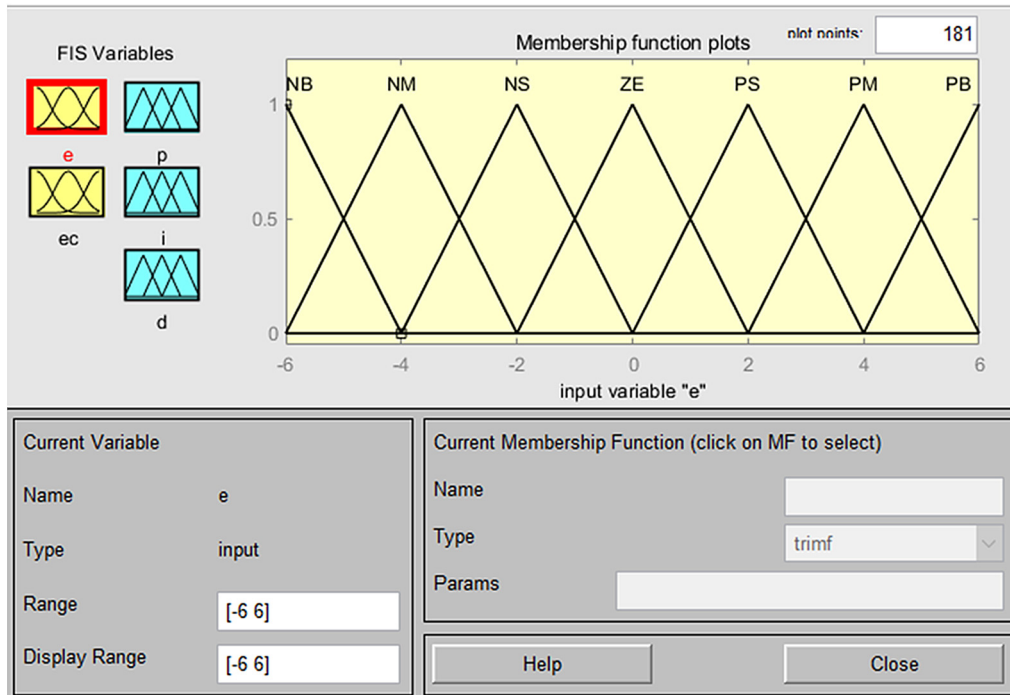 FIS Variables
e
p
ec
i
d
Membership function plots
plot points:
181
NB NM NS ZE PS PM PB
1
0.5
0
-6 -4 -2 0 2 4 6
input variable "e"
Current Variable
Name e
Type input
Range [-6 6]
Display Range [-6 6]
Current Membership Function (click on MF to select)
Name
Type trimf
Params
Help
Close